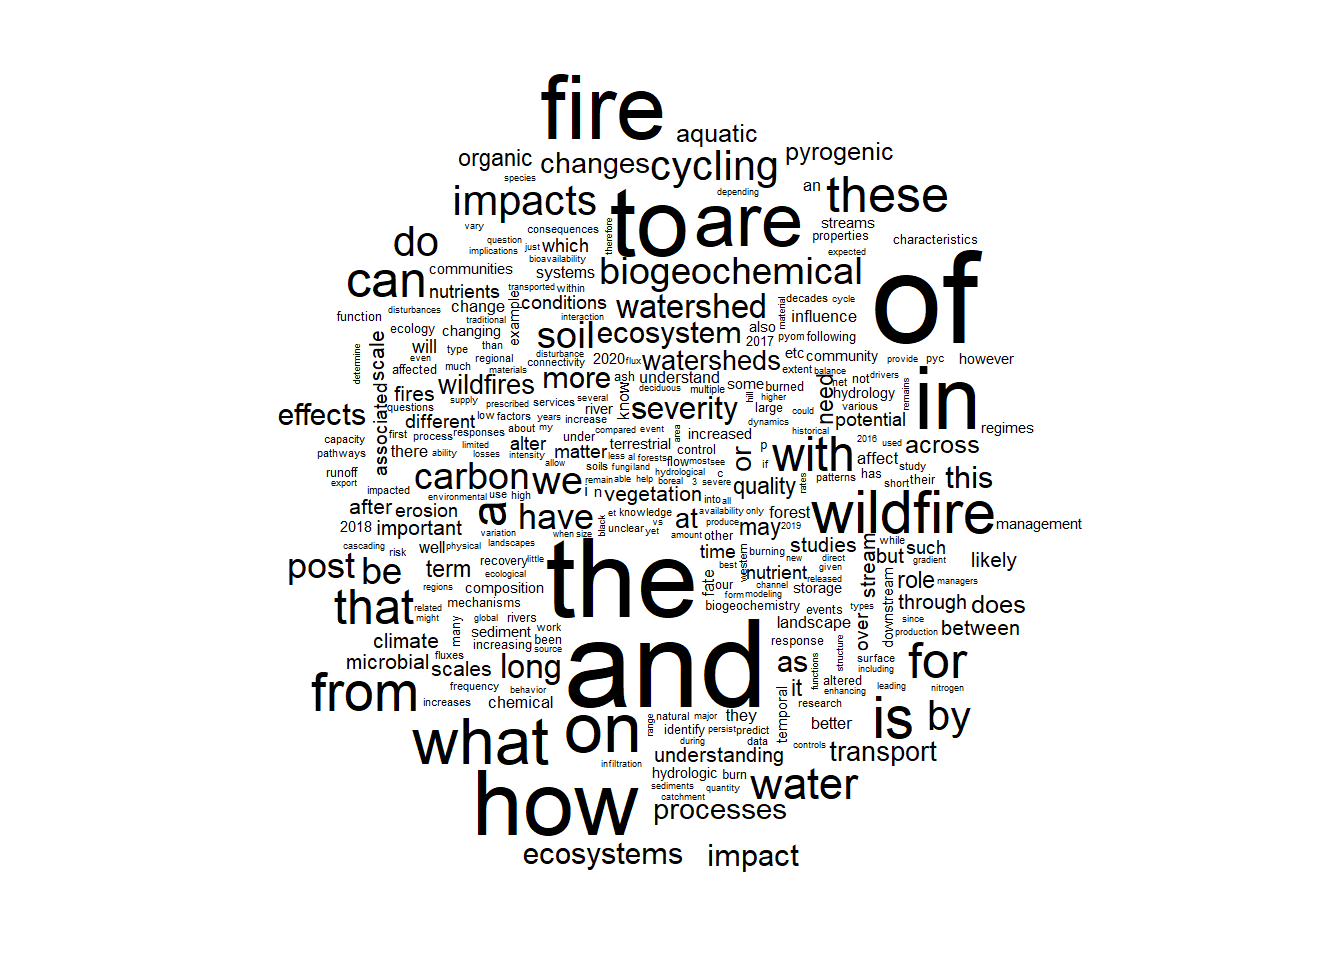 fire
aquatic
organic changes cycling pyrogenic
species depending
impacts to are an these
vary consequences therefore streams
do question which properties characteristics
implications just expected
bioavailability
can communities systems biogeochemical of
nutrients transported within
disturbances change example conditions watershed material decades cycle
function traditional interaction influence
ecology changing soil ecosystem also pyom following
will type than disturbance 2017
determine scale even regional connectivity 2020 flux watersheds etc community provide pyc however
affected much materials extent balance
associated fires wildfires more ash understand some burned net not drivers remains in
supply prescribed services several know deciduous multiple hill higher need hydrology
effects questions low factors years river severity large could various
different about my increase dynamics potential regimes
capacity first process responses under compared event area increased historical
pathways there ability limited alter matter terrestrial control or p with 2016 used across
losses intensity less al forests flow most see if affect study
runoff carbon allow soils fungi land hydrological c quality patterns has their this
export we remain able help boreal 3 severe rates short
impacted environmental use high i n vegetation into all
after erosion a have black et knowledge at availability only forest wildfire management
2018 important variation unclear vs amount produce may 2019
landscapes when size yet other while
cascading risk well physical the time burning studies stream but such
post be term recovery little western new direct gradient likely
ecological fate best nutrient given role managers
regions composition our channel released storage
that related mechanisms form modeling types downstream through does
might biogeochemistry events since
many global rivers and landscape over production between
climate sediment work response structure
increasing been
microbial fluxes source as functions surface for
scales long altered including
from frequency behavior it enhancing leading nitrogen
increases chemical temporal research
what on range natural major they better is by
identify persist predict
during data controls transport
infiltration understanding
how hydrologic burn water
sediments quantity
catchment processes
ecosystems impact